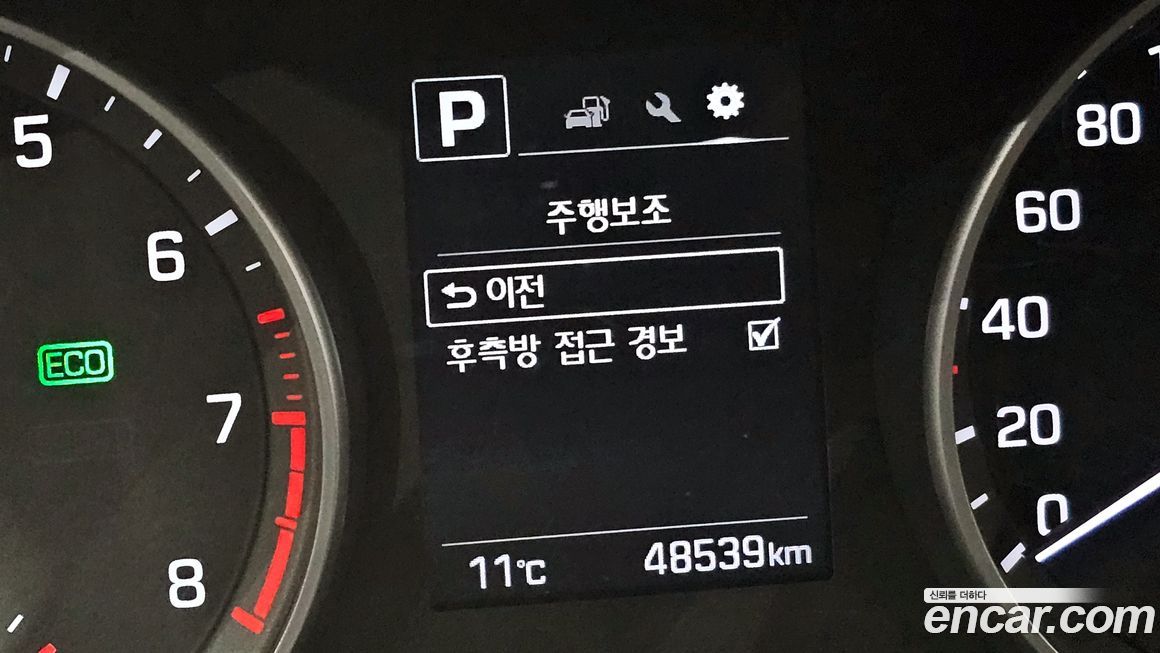 5
6
7
8
ECO
P
주행보조
이전
후측방 접근 경보
11℃
48539km
80
60
40
20
0
신뢰를 더하다
encar.com